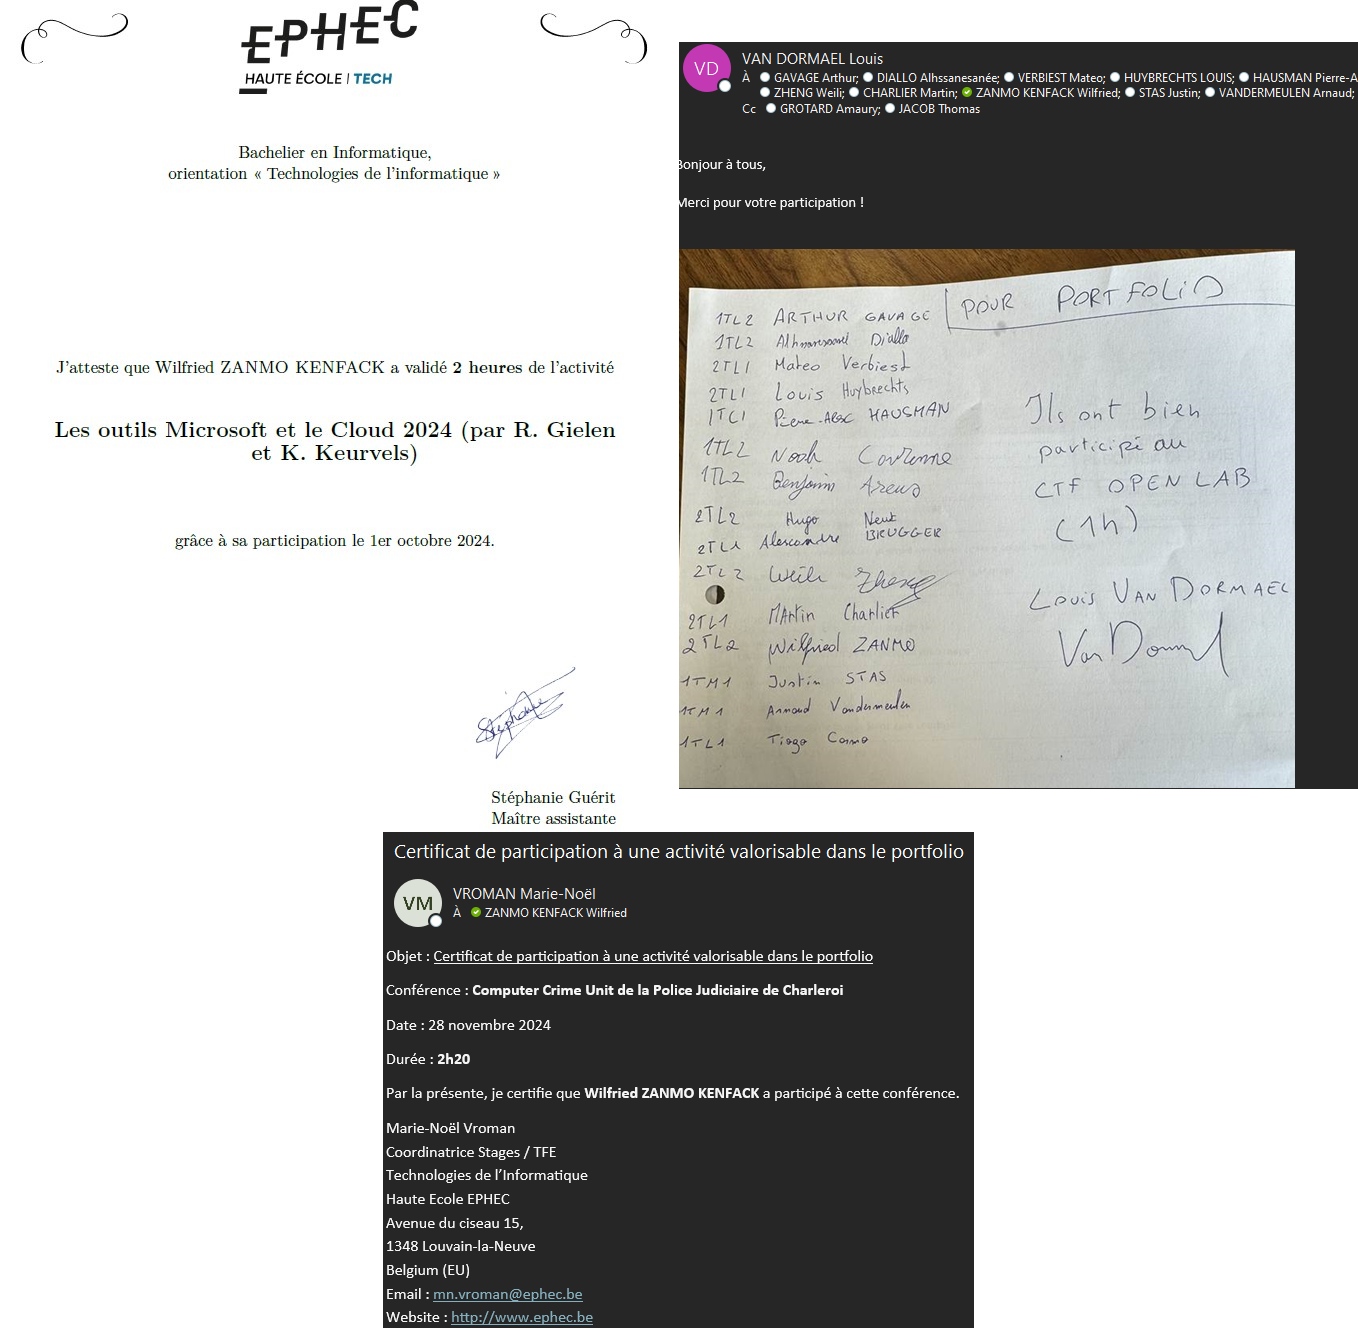 EPHEC
HAUTE ÉCOLE | TECH
Bachelier en Informatique,
orientation « Technologies de l'informatique »
J'atteste que Wilfried ZANMO KENFACK a validé 2 heures de l'activité
Les outils Microsoft et le Cloud 2024 (par R. Gielen
et K. Keurvels)
grâce à sa participation le 1er octobre 2024.
Stéphanie
Stéphanie Guérit
Maître assistante
VD
VAN DORMAEL Louis
À GAVAGE Arthur; DIALLO Alhssanesanée; VERBIEST Mateo; HUYBRECHTS LOUIS; HAUSMAN Pierre-A
ZHENG Weili; CHARLIER Martin; ZANMO KENFACK Wilfried; STAS Justin; VANDERMEULEN Arnaud;
Cc GROTARD Amaury; JACOB Thomas
Bonjour à tous,
Merci pour votre participation !
POUR PORTFOLIO
1TL2 ARTHUR GAVAGE
1TL2 Diallo
2TL1 Mateo Verbiest
2TL1 Louis Huybrechts
1TL1 Pierre-Alex HAUSMAN
1TL2 Noah
1TL2 Benjamin Arens
2TL2 Hugo Neut
2TL1 Alexandre BRUGGER
2TL2 Weili Zheng
2TL1 MArtin Charlier
2TL2 Wilfried ZANMO
1TM1 Justin STAS
1TM1 Arnaud Vandermeulen
1TL1 Tiago
Ils ont bien
participé au
CTF OPEN LAB
(1h)
LOUIS VAN DORMAEL
Van Dormael
Certificat de participation à une activité valorisable dans le portfolio
VM
VROMAN Marie-Noël
À ZANMO KENFACK Wilfried
Objet : Certificat de participation à une activité valorisable dans le portfolio
Conférence : Computer Crime Unit de la Police Judiciaire de Charleroi
Date : 28 novembre 2024
Durée : 2h20
Par la présente, je certifie que Wilfried ZANMO KENFACK a participé à cette conférence.
Marie-Noël Vroman
Coordinatrice Stages / TFE
Technologies de l'Informatique
Haute Ecole EPHEC
Avenue du ciseau 15,
1348 Louvain-la-Neuve
Belgium (EU)
Email : mn.vroman@ephec.be
Website : http://www.ephec.be